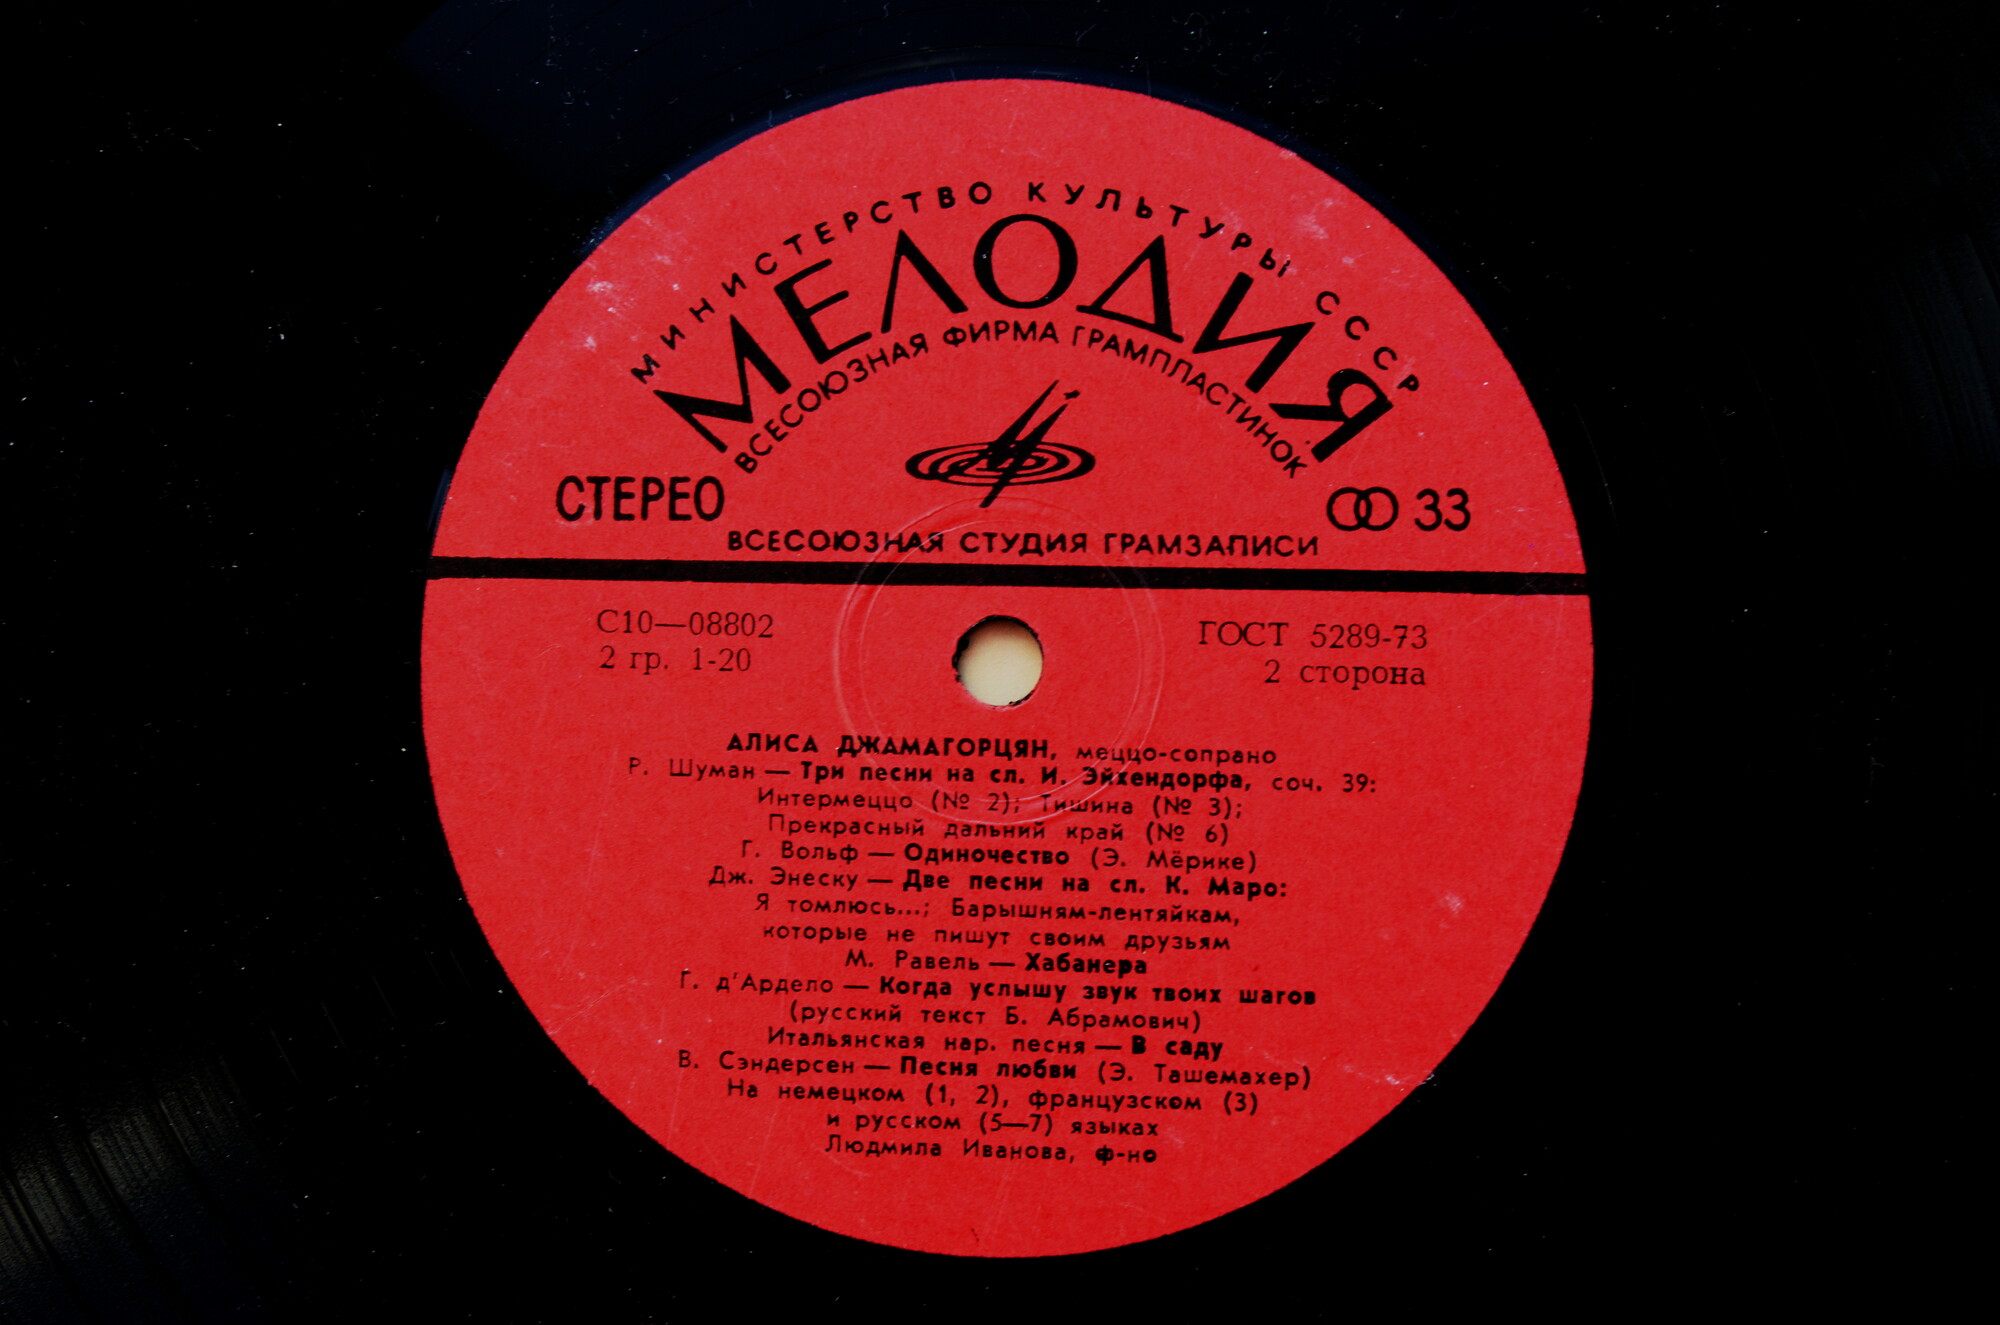 МИНИСТЕРСТВО КУЛЬТУРЫ СССР
МЕЛОДИЯ
ВСЕСОЮЗНАЯ ФИРМА ГРАМПЛАСТИНОК
СТЕРЕО
33
ВСЕСОЮЗНАЯ СТУДИЯ ГРАМЗАПИСИ
С10—08802
ГОСТ 5289-73
2 гр. 1-20
2 сторона
АЛИСА ДЖАМАГОРЦЯН, меццо-сопрано
Р. Шуман — Три песни на сл. И. Эйхендорфа, соч. 39:
Интермеццо (№ 2); Тишина (№ 3);
Прекрасный дальний край (№ 6)
Г. Вольф — Одиночество (Э. Мёрике)
Дж. Энеску — Две песни на сл. К. Маро:
Я томлюсь...; Барышням-лентяйкам,
которые не пишут своим друзьям
М. Равель — Хабанера
Г. д'Ардело — Когда услышу звук твоих шагов
(русский текст Б. Абрамович)
Итальянская нар. песня — В саду
В. Сэндерсен — Песня любви (Э. Ташемахер)
На немецком (1, 2), французском (3)
и русском (5—7) языках
Людмила Иванова, ф-но